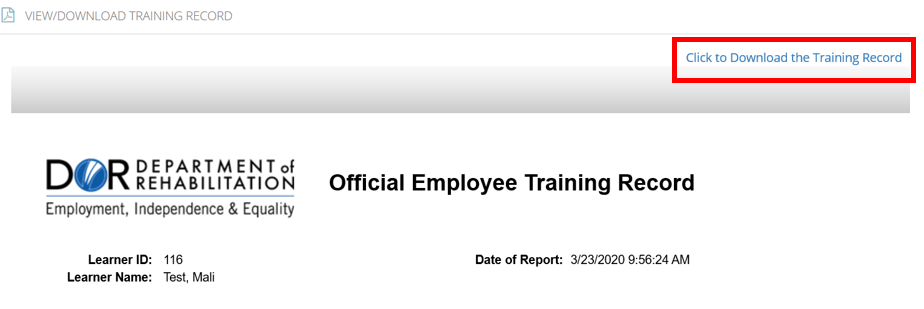 VIEW/DOWNLOAD TRAINING RECORD
Click to Download the Training Record
DOR DEPARTMENT of
REHABILITATION
Employment, Independence & Equality
Official Employee Training Record
Learner ID: 116
Date of Report: 3/23/2020 9:56:24 AM
Learner Name: Test, Mali